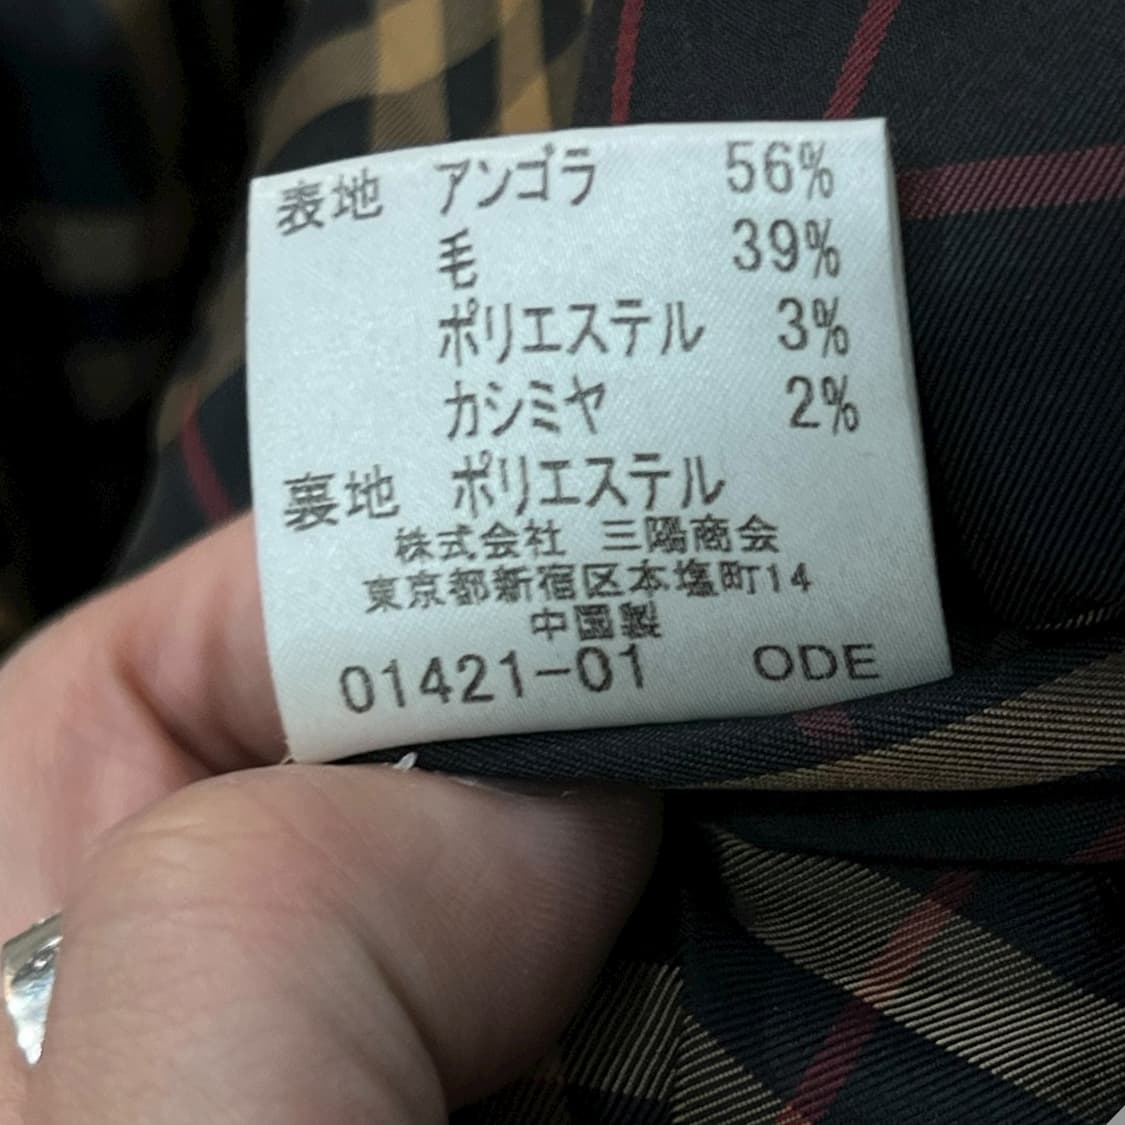 表地 アンゴラ 56%
毛 39%
ポリエステル 3%
カシミヤ 2%
裏地 ポリエステル
株式会社 三陽商会
東京都新宿区本塩町14
中国製
01421-01 ODE